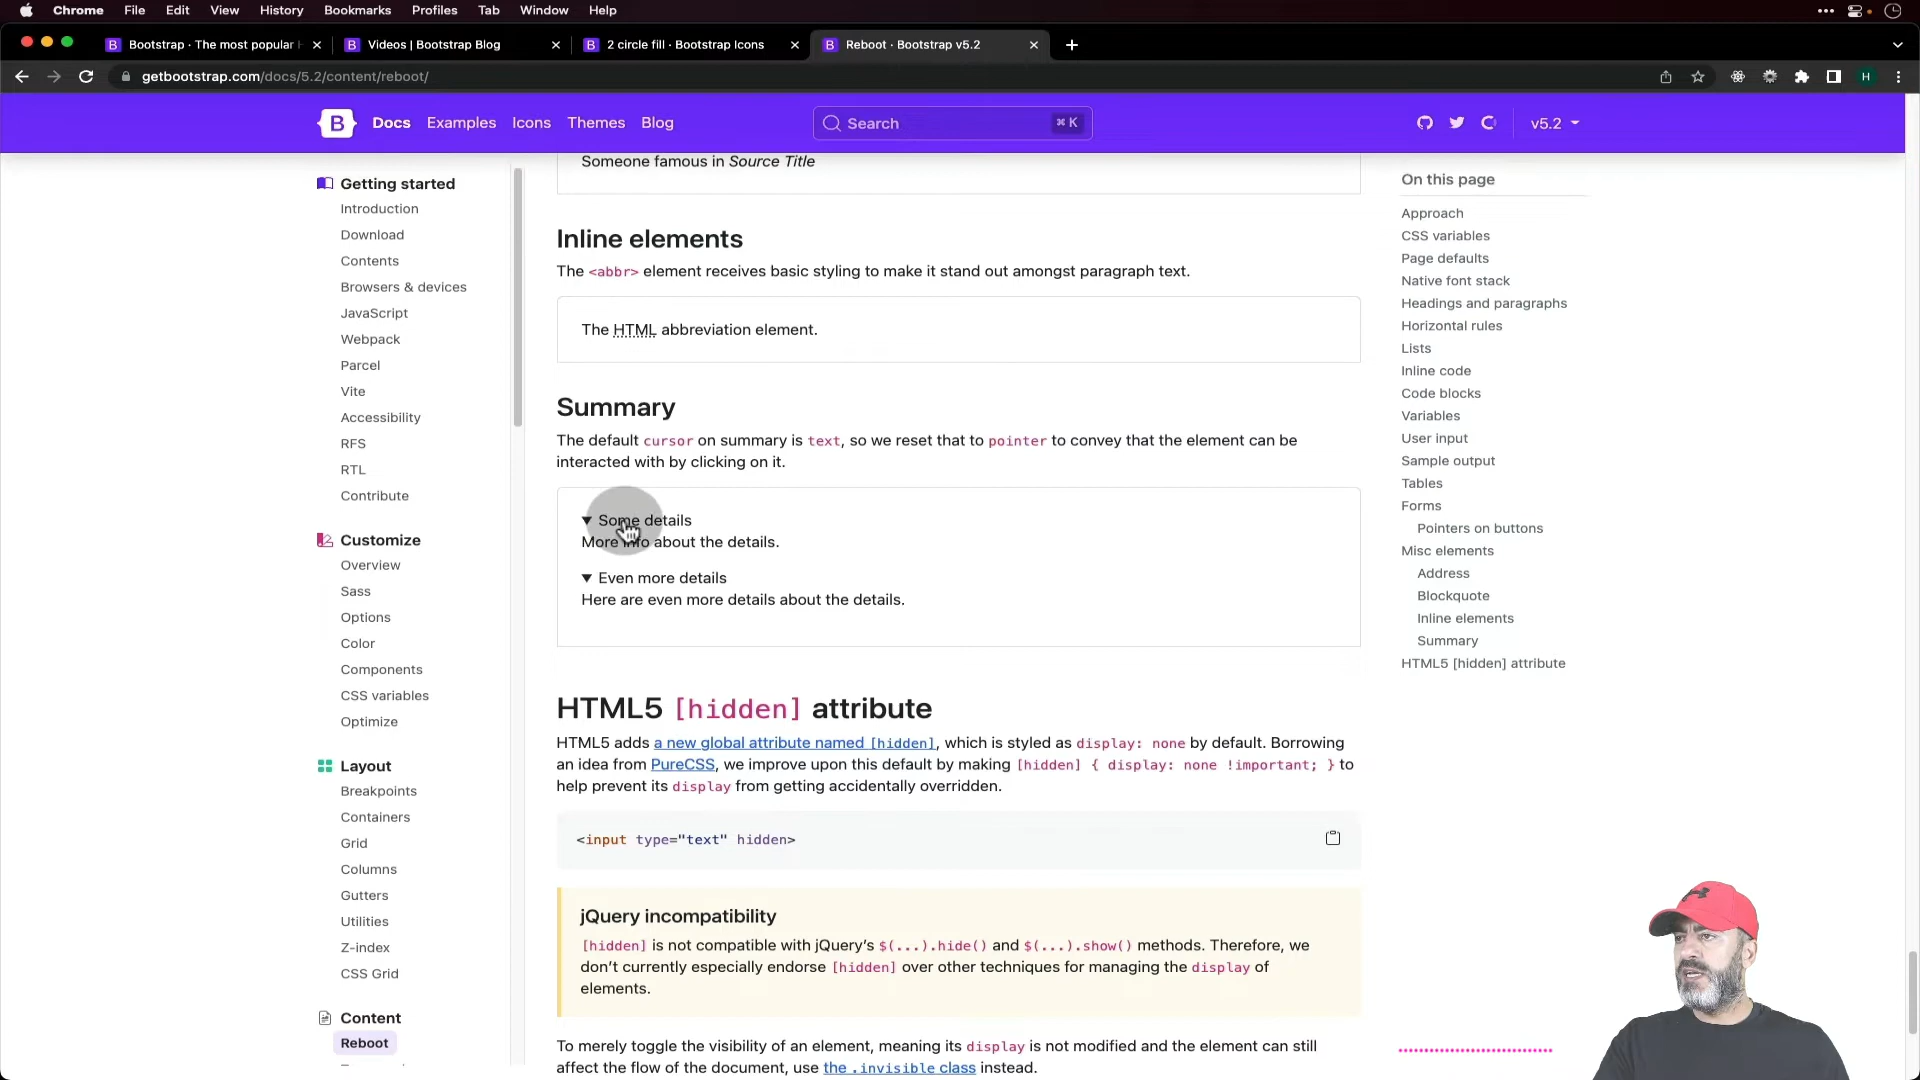 Chrome File Edit View History Bookmarks Profiles Tab Window Help
Bootstrap · The most popular H
Videos | Bootstrap Blog
2 circle fill · Bootstrap Icons
Reboot · Bootstrap v5.2
getbootstrap.com/docs/5.2/content/reboot/
H
B Docs Examples Icons Themes Blog
Search
⌘ K
v5.2
Getting started
Introduction
Download
Contents
Browsers & devices
JavaScript
Webpack
Parcel
Vite
Accessibility
RFS
RTL
Contribute
Customize
Overview
Sass
Options
Color
Components
CSS variables
Optimize
Layout
Breakpoints
Containers
Grid
Columns
Gutters
Utilities
Z-index
CSS Grid
Content
Reboot
Someone famous in Source Title
Inline elements
The <abbr> element receives basic styling to make it stand out amongst paragraph text.
The HTML abbreviation element.
Summary
The default cursor on summary is text, so we reset that to pointer to convey that the element can be
interacted with by clicking on it.
▼ Some details
More info about the details.
▼ Even more details
Here are even more details about the details.
HTML5 [hidden] attribute
HTML5 adds a new global attribute named [hidden], which is styled as display: none by default. Borrowing
an idea from PureCSS, we improve upon this default by making [hidden] { display: none !important; } to
help prevent its display from getting accidentally overridden.
<input type="text" hidden>
jQuery incompatibility
[hidden] is not compatible with jQuery’s $(...).hide() and $(...).show() methods. Therefore, we
don’t currently especially endorse [hidden] over other techniques for managing the display of
elements.
To merely toggle the visibility of an element, meaning its display is not modified and the element can still
affect the flow of the document, use the .invisible class instead.
On this page
Approach
CSS variables
Page defaults
Native font stack
Headings and paragraphs
Horizontal rules
Lists
Inline code
Code blocks
Variables
User input
Sample output
Tables
Forms
Pointers on buttons
Misc elements
Address
Blockquote
Inline elements
Summary
HTML5 [hidden] attribute